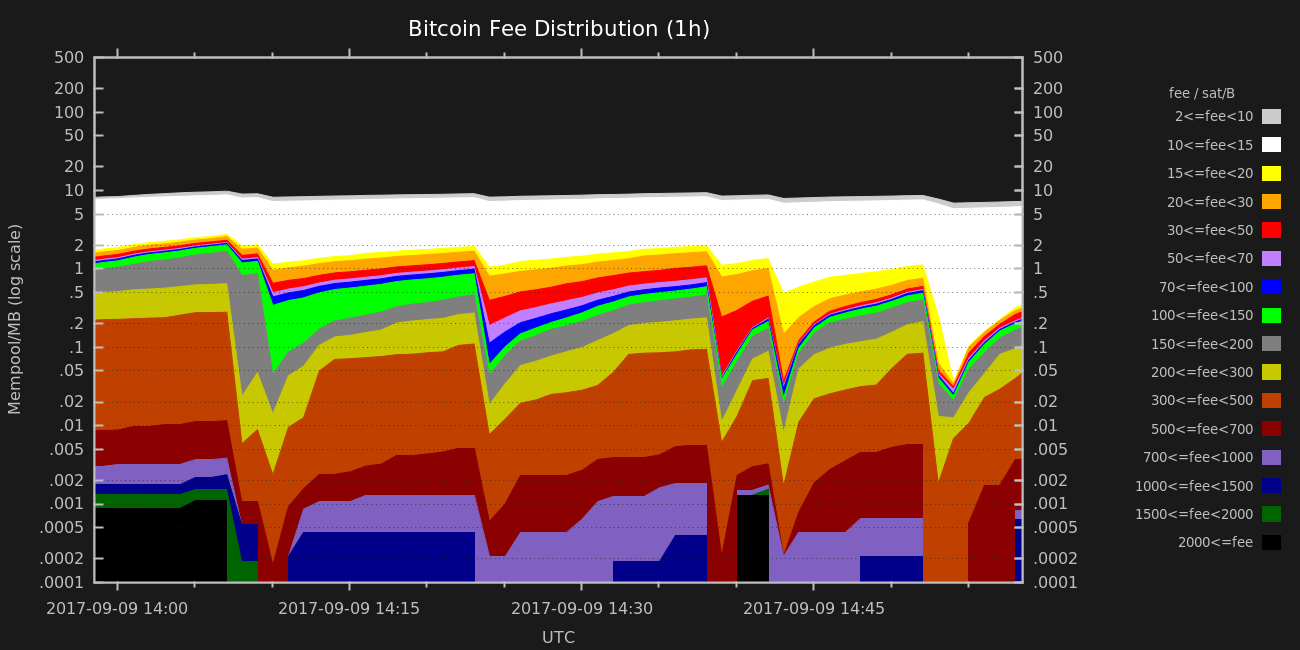 Bitcoin Fee Distribution (1h)
500 500
200 200
100 100
50 50
20 20
10 10
5 5
2 2
1 1
.5 .5
.2 .2
.1 .1
.05 .05
.02 .02
.01 .01
.005 .005
.002 .002
.001 .001
.0005 .0005
.0002 .0002
.0001 .0001
Mempool/MB (log scale)
2017-09-09 14:00 2017-09-09 14:15 2017-09-09 14:30 2017-09-09 14:45
UTC
fee / sat/B
2<=fee<10
10<=fee<15
15<=fee<20
20<=fee<30
30<=fee<50
50<=fee<70
70<=fee<100
100<=fee<150
150<=fee<200
200<=fee<300
300<=fee<500
500<=fee<700
700<=fee<1000
1000<=fee<1500
1500<=fee<2000
2000<=fee